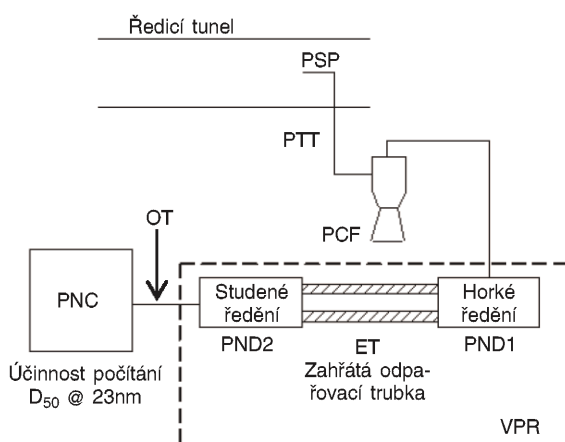 Ředicí tunel
PSP
PTT
PCF
OT
PNC
Studené
ředění
Horké
ředění
PND2
ET
PND1
Účinnost počítání
D50 @ 23nm
Zahřátá odpa-
řovací trubka
VPR